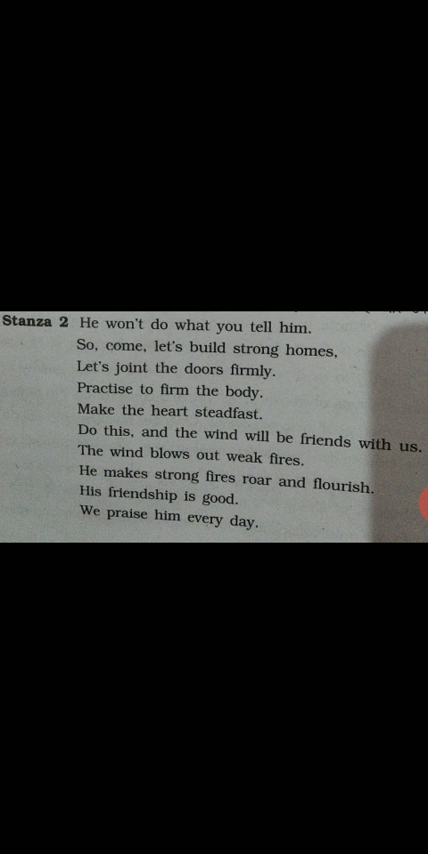 Stanza 2 He won't do what you tell him.
So, come, let's build strong homes,
Let's joint the doors firmly.
Practise to firm the body.
Make the heart steadfast.
Do this, and the wind will be friends with us.
The wind blows out weak fires.
He makes strong fires roar and flourish.
His friendship is good.
We praise him every day.